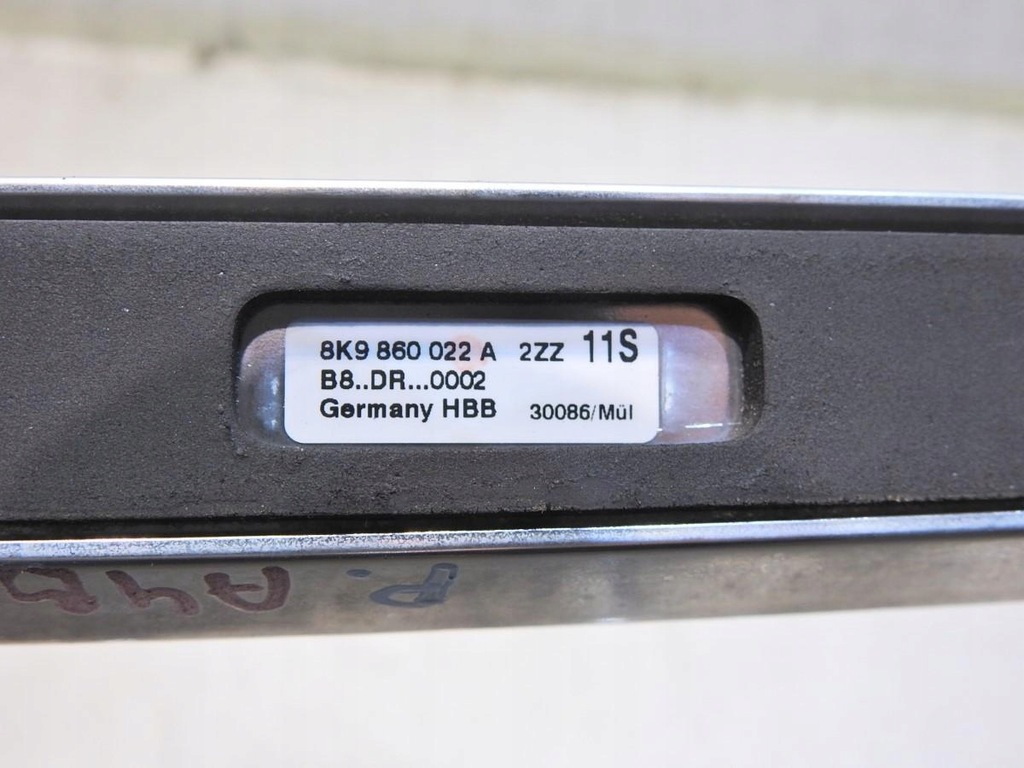 8K9 860 022 A 2ZZ 11S
B8..DR...0002
Germany HBB 30086/Mül
P.